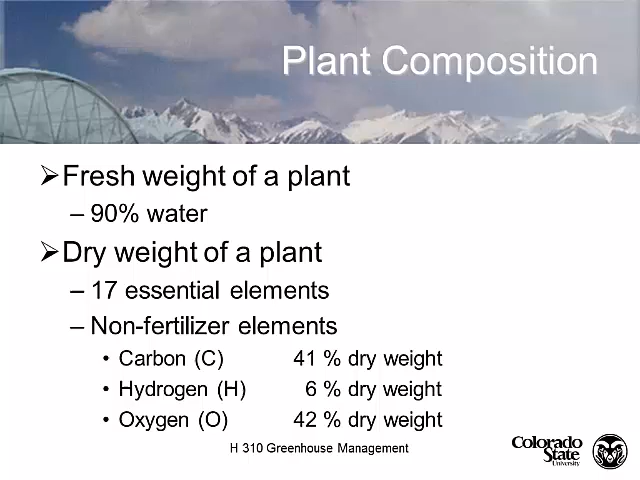 Plant Composition
➢Fresh weight of a plant
– 90% water
➢Dry weight of a plant
– 17 essential elements
– Non-fertilizer elements
• Carbon (C) 41 % dry weight
• Hydrogen (H) 6 % dry weight
• Oxygen (O) 42 % dry weight
H 310 Greenhouse Management
Colorado
State
University